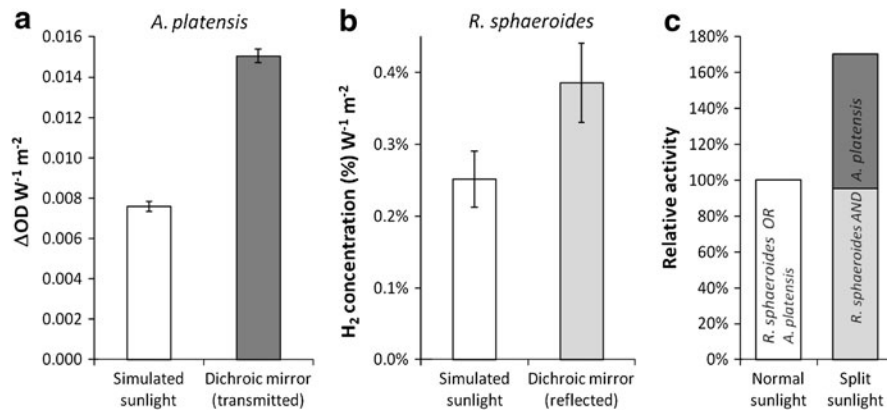 a
A. platensis
0.016
0.014
0.012
0.010
0.008
0.006
0.004
0.002
0.000
ΔOD W⁻¹ m⁻²
Simulated
sunlight
Dichroic mirror
(transmitted)
b
R. sphaeroides
0.4%
0.3%
0.2%
0.1%
0.0%
H₂ concentration (%) W⁻¹ m⁻²
Simulated
sunlight
Dichroic mirror
(reflected)
c
180%
160%
140%
120%
100%
80%
60%
40%
20%
0%
Relative activity
R. sphaeroides OR
A. platensis
R. sphaeroides AND A. platensis
Normal
sunlight
Split
sunlight